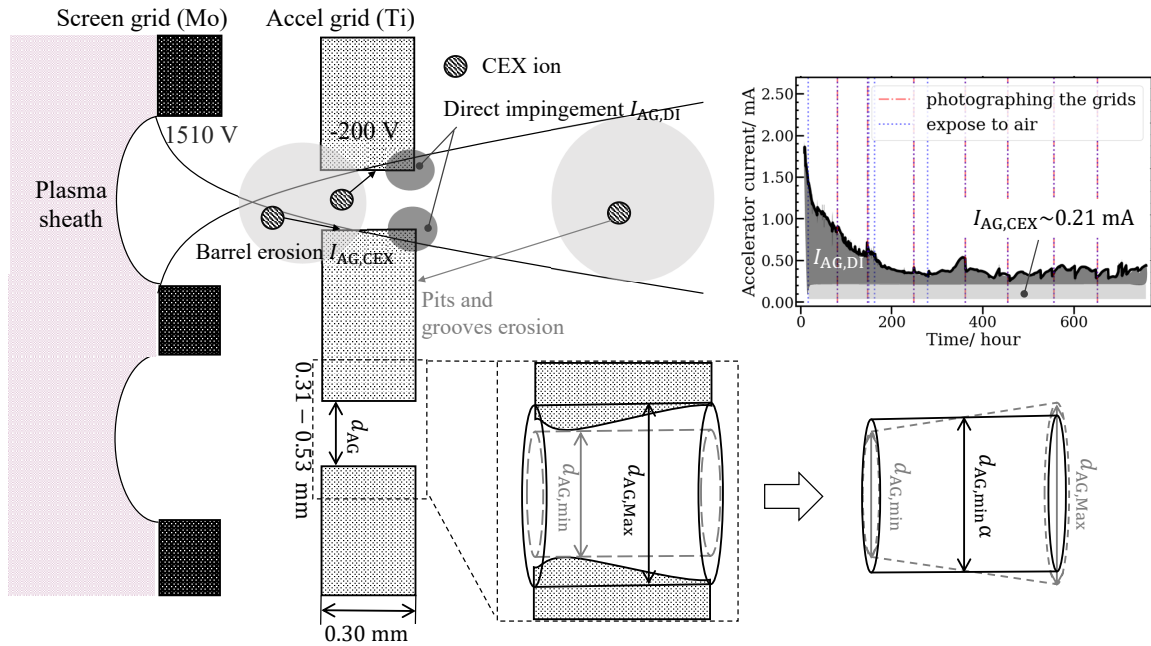 Screen grid (Mo)
Accel grid (Ti)
CEX ion
Direct impingement I_AG,DI
1510 V
-200 V
Plasma
sheath
Barrel erosion I_AG,CEX
Pits and
grooves erosion
0.31 − 0.53 mm
d_AG
0.30 mm
d_AG,min
d_AG,Max
d_AG,min
d_AG,min α
d_AG,Max
Accelerator current/ mA
2.50
2.00
1.50
1.00
0.50
0.00
photographing the grids
expose to air
I_AG,CEX~0.21 mA
I_AG,DI
0
200
400
600
Time/ hour